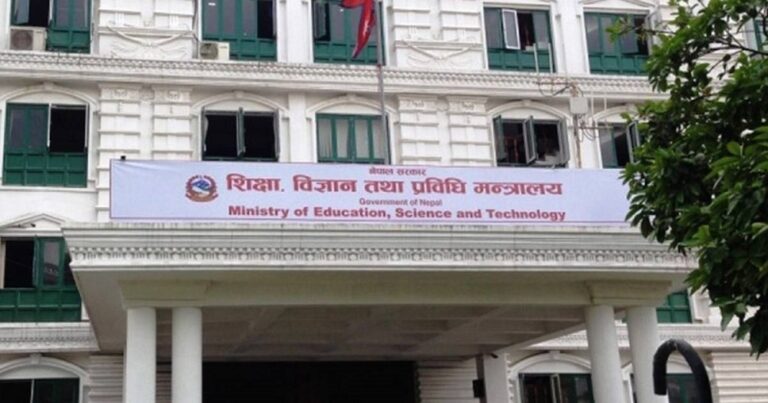 नेपाल सरकार
शिक्षा, विज्ञान तथा प्रविधि मन्त्रालय
Government of Nepal
Ministry of Education, Science and Technology